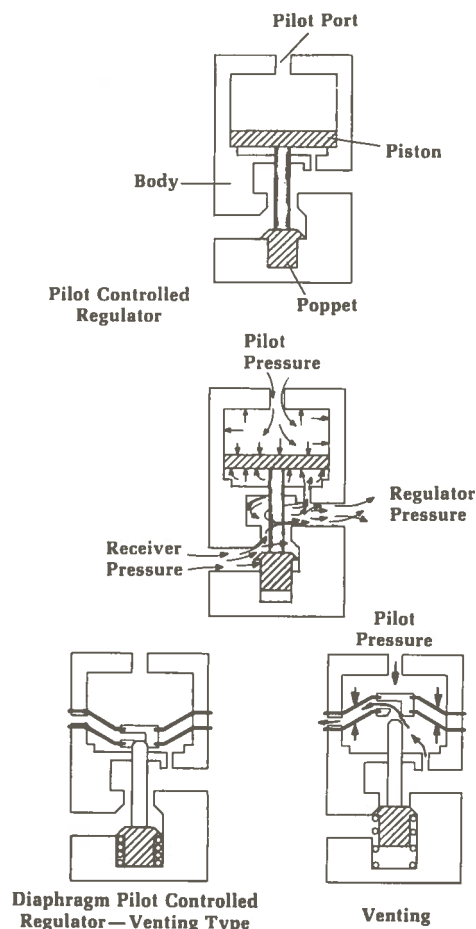 Pilot Port
Piston
Body
Poppet
Pilot Controlled
Regulator
Pilot
Pressure
Regulator
Pressure
Receiver
Pressure
Pilot
Pressure
Diaphragm Pilot Controlled
Regulator—Venting Type
Venting